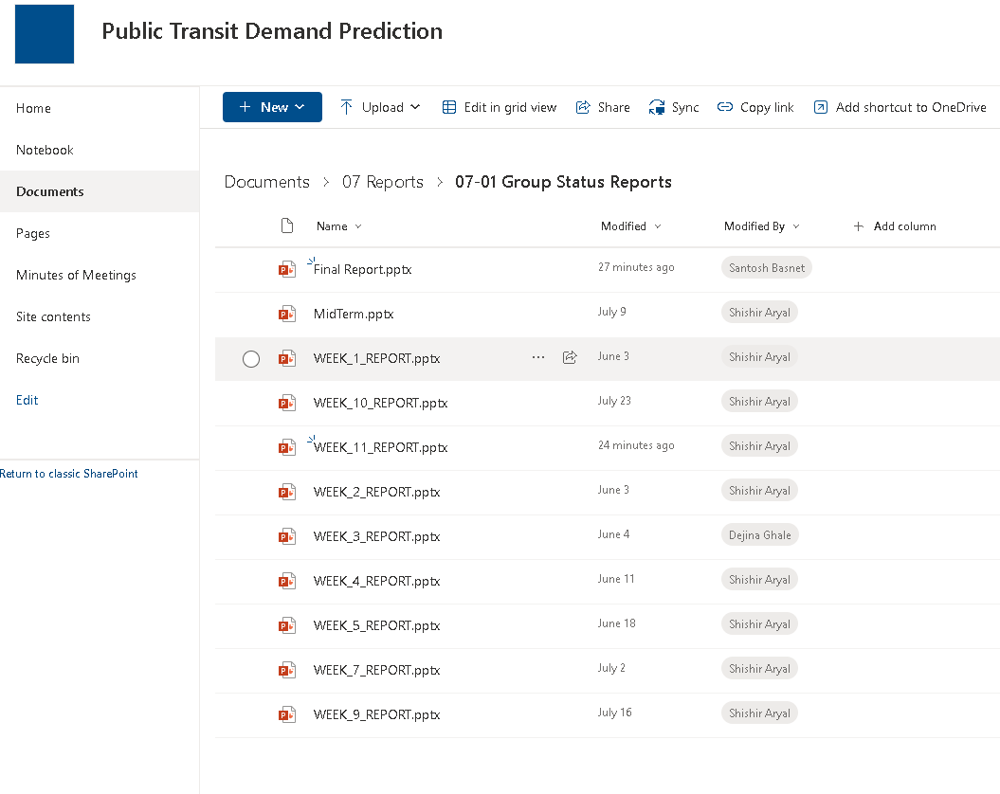 Public Transit Demand Prediction
Home
Notebook
Documents
Pages
Minutes of Meetings
Site contents
Recycle bin
Edit
Return to classic SharePoint
New Upload Edit in grid view Share Sync Copy link Add shortcut to OneDrive
Documents > 07 Reports > 07-01 Group Status Reports
Name Modified Modified By + Add column
Final Report.pptx 27 minutes ago Santosh Basnet
MidTerm.pptx July 9 Shishir Aryal
WEEK_1_REPORT.pptx ... June 3 Shishir Aryal
WEEK_10_REPORT.pptx July 23 Shishir Aryal
WEEK_11_REPORT.pptx 24 minutes ago Shishir Aryal
WEEK_2_REPORT.pptx June 3 Shishir Aryal
WEEK_3_REPORT.pptx June 4 Dejina Ghale
WEEK_4_REPORT.pptx June 11 Shishir Aryal
WEEK_5_REPORT.pptx June 18 Shishir Aryal
WEEK_7_REPORT.pptx July 2 Shishir Aryal
WEEK_9_REPORT.pptx July 16 Shishir Aryal